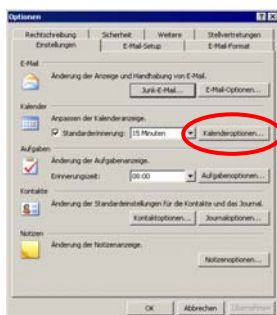 Optionen
Rechtschreibung Sicherheit Weitere Stellvertretungen
Einstellungen E-Mail-Setup E-Mail-Format
E-Mail
Änderung der Anzeige und Handhabung von E-Mail.
Junk-E-Mail... E-Mail-Optionen...
Kalender
Anpassen der Kalenderanzeige.
Standarderinnerung: 15 Minuten Kalenderoptionen...
Aufgaben
Änderung der Aufgabenanzeige.
Erinnerungszeit: 08:00 Aufgabenoptionen...
Kontakte
Änderung der Standardeinstellungen für die Kontakte und das Journal.
Kontaktoptionen... Journaloptionen...
Notizen
Änderung der Notizenanzeige.
Notizenoptionen...
OK Abbrechen Übernehmen